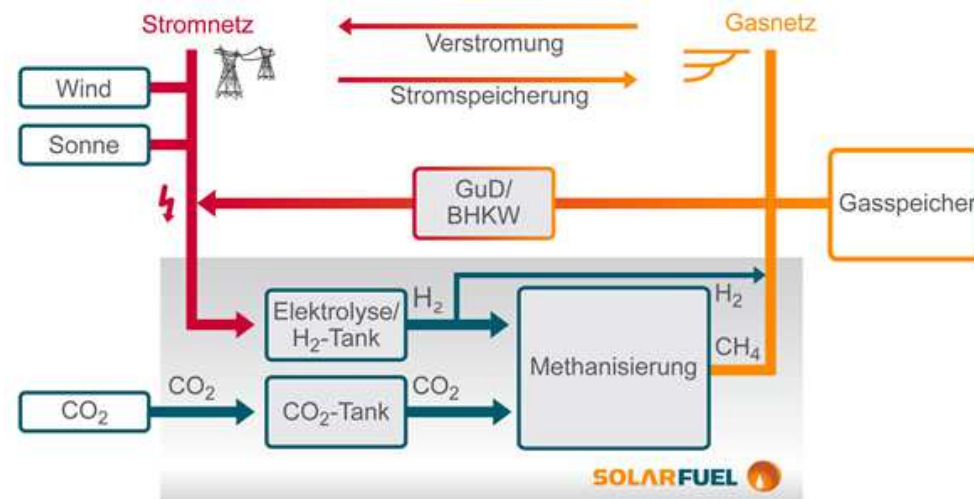 Stromnetz
Gasnetz
Verstromung
Stromspeicherung
Wind
Sonne
GuD/
BHKW
Gasspeicher
Elektrolyse/
H₂-Tank
H₂
H₂
Methanisierung
CH₄
CO₂
CO₂
CO₂-Tank
CO₂
SOLARFUEL